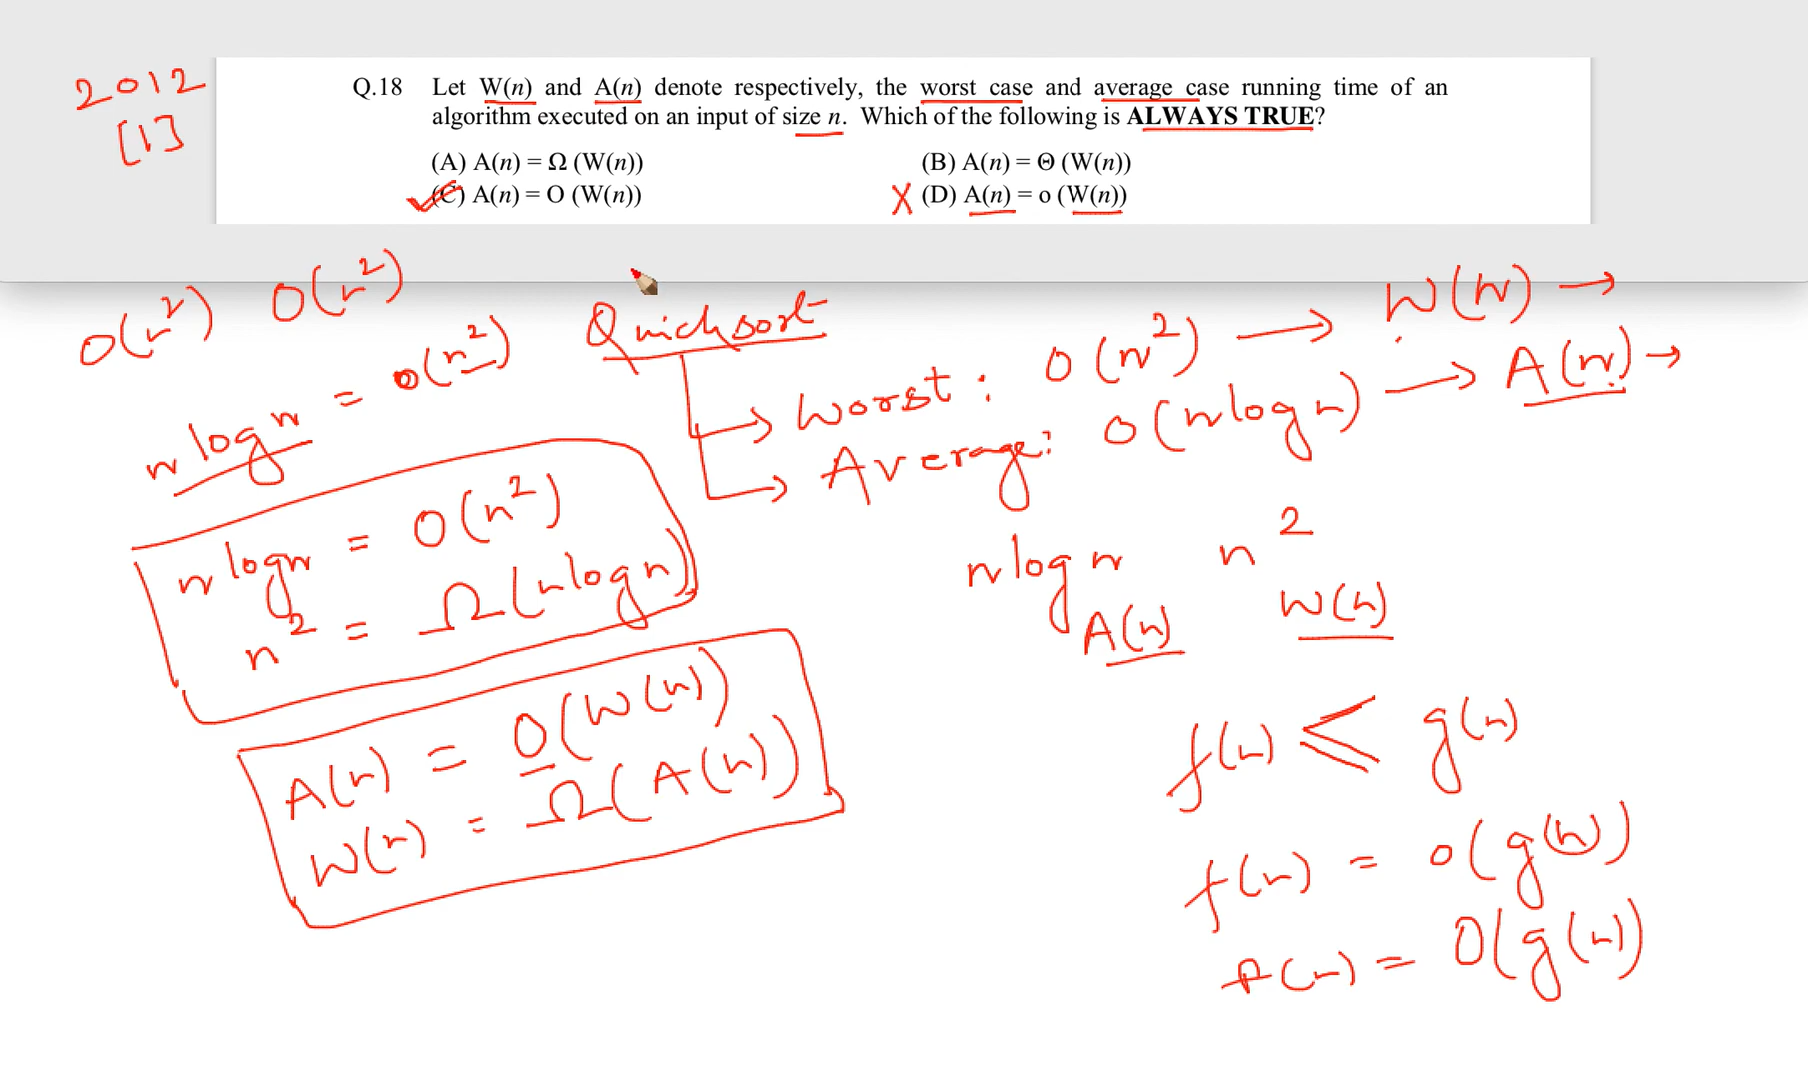 2012
[1]
Q.18 Let W(n) and A(n) denote respectively, the worst case and average case running time of an
algorithm executed on an input of size n. Which of the following is ALWAYS TRUE?
(A) A(n) = Ω (W(n))
(B) A(n) = Θ (W(n))
(C) A(n) = O (W(n))
X (D) A(n) = o (W(n))
O(n²) O(n²)
n log n = o(n²)
Quicksort
Worst : O(n²) → W(n) →
Average: O(nlogn) → A(n) →
n logn = O(n²)
n² = Ω(nlogn)
nlogn n²
A(n) W(n)
A(n) = O(W(n))
W(n) = Ω(A(n))
f(n) ≤ g(n)
f(n) = o(g(n))
f(n) = O(g(n))